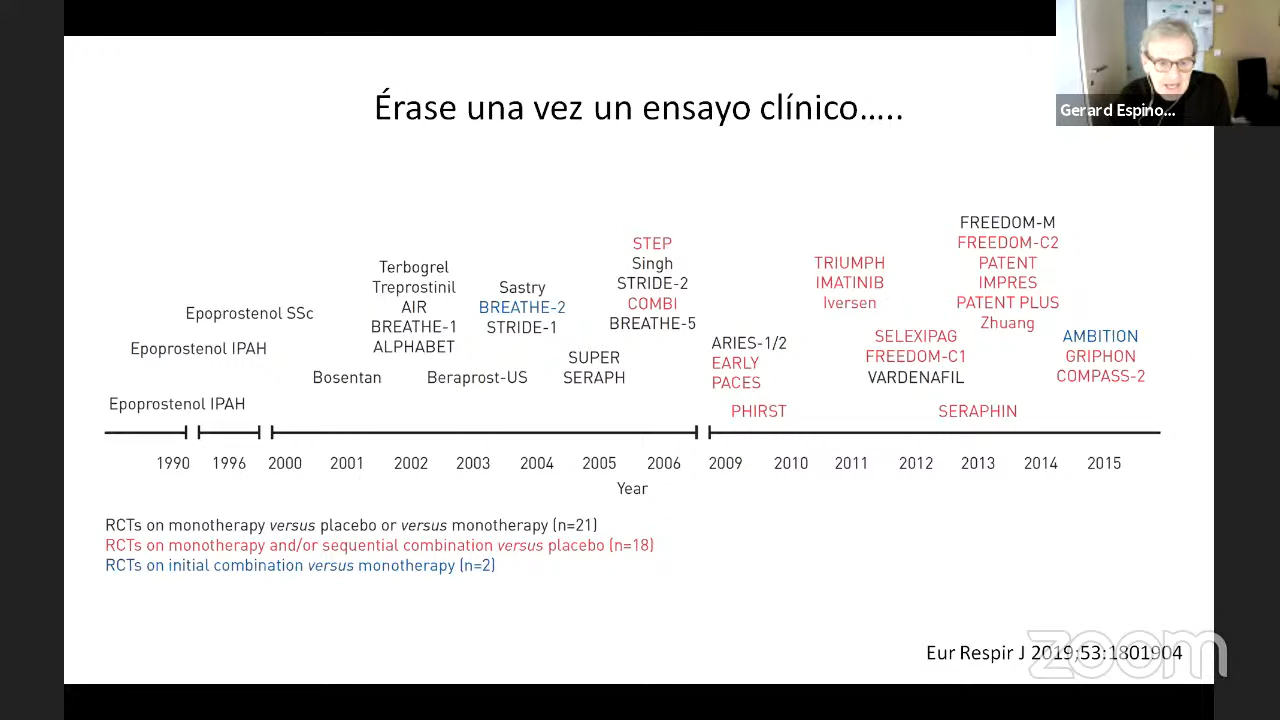 Érase una vez un ensayo clínico…..
Gerard Espino...
Epoprostenol IPAH
Epoprostenol IPAH
Epoprostenol SSc
Bosentan
Terbogrel
Treprostinil
AIR
BREATHE-1
ALPHABET
Beraprost-US
Sastry
BREATHE-2
STRIDE-1
SUPER
SERAPH
STEP
Singh
STRIDE-2
COMBI
BREATHE-5
ARIES-1/2
EARLY
PACES
PHIRST
TRIUMPH
IMATINIB
Iversen
SELEXIPAG
FREEDOM-C1
VARDENAFIL
SERAPHIN
FREEDOM-M
FREEDOM-C2
PATENT
IMPRES
PATENT PLUS
Zhuang
AMBITION
GRIPHON
COMPASS-2
1990 1996 2000 2001 2002 2003 2004 2005 2006 2009 2010 2011 2012 2013 2014 2015
Year
RCTs on monotherapy versus placebo or versus monotherapy (n=21)
RCTs on monotherapy and/or sequential combination versus placebo (n=18)
RCTs on initial combination versus monotherapy (n=2)
Eur Respir J 2019;53:1801904
zoom